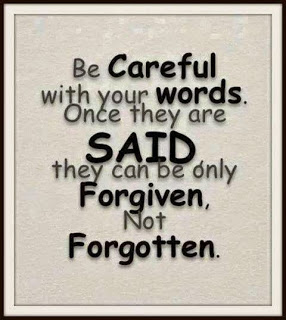 Be Careful
with your words.
Once they are
SAID
they can be only
Forgiven,
Not
Forgotten.